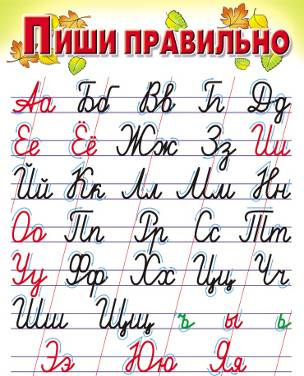 ПИШИ ПРАВИЛЬНО
Аа Бб Вв Гг Дд
Ее Ёё Жж Зз Ии
Йй Кк Лл Мм Нн
Оо Пп Рр Сс Тт
Уу Фф Хх Цц Чч
Шш Щщ ъ ы ь
Ээ Юю Яя